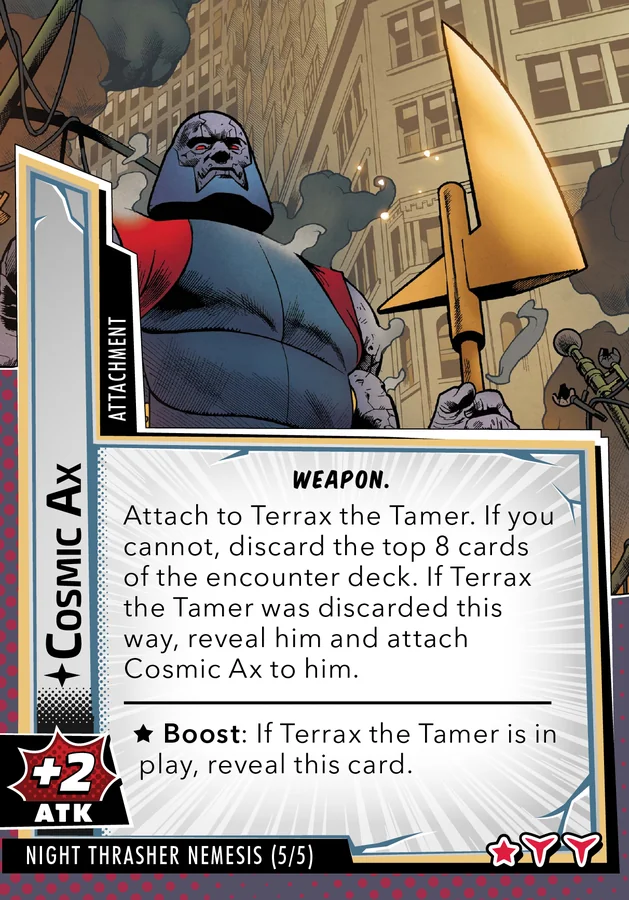 ATTACHMENT
Cosmic Ax
WEAPON.
Attach to Terrax the Tamer. If you
cannot, discard the top 8 cards
of the encounter deck. If Terrax
the Tamer was discarded this
way, reveal him and attach
Cosmic Ax to him.
★ Boost: If Terrax the Tamer is in
play, reveal this card.
+2
ATK
NIGHT THRASHER NEMESIS (5/5)